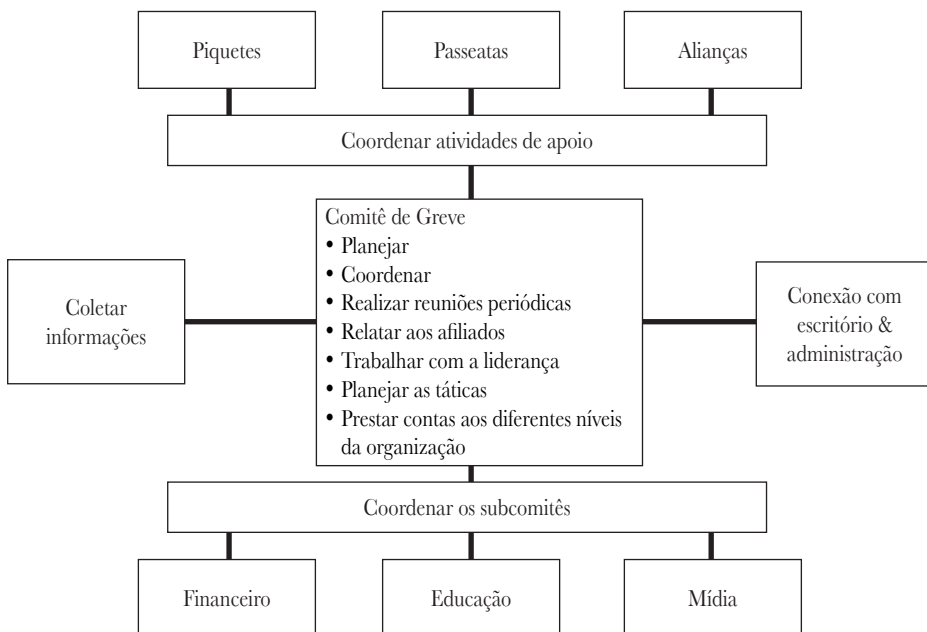 Piquetes
Passeatas
Alianças
Coordenar atividades de apoio
Comitê de Greve
• Planejar
• Coordenar
• Realizar reuniões periódicas
• Relatar aos afiliados
• Trabalhar com a liderança
• Planejar as táticas
• Prestar contas aos diferentes níveis
da organização
Coletar
informações
Conexão com
escritório &
administração
Coordenar os subcomitês
Financeiro
Educação
Mídia